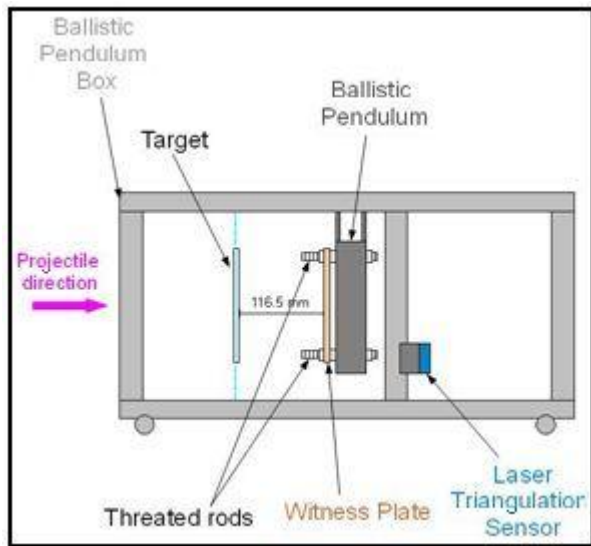 Ballistic
Pendulum
Box
Ballistic
Pendulum
Target
Projectile
direction
116.5 mm
Threated rods
Witness Plate
Laser
Triangulation
Sensor